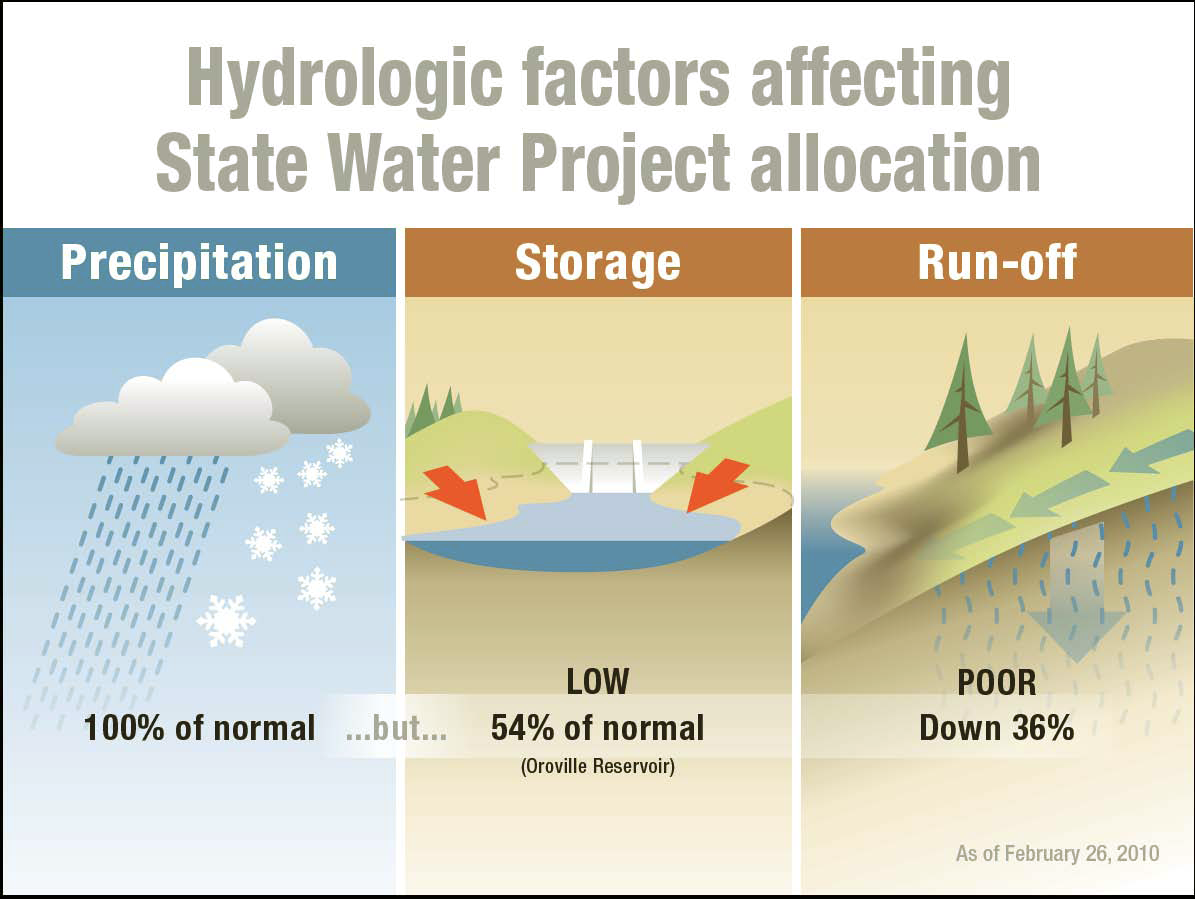 Hydrologic factors affecting
State Water Project allocation
Precipitation
Storage
Run-off
100% of normal
...but...
LOW
54% of normal
(Oroville Reservoir)
POOR
Down 36%
As of February 26, 2010